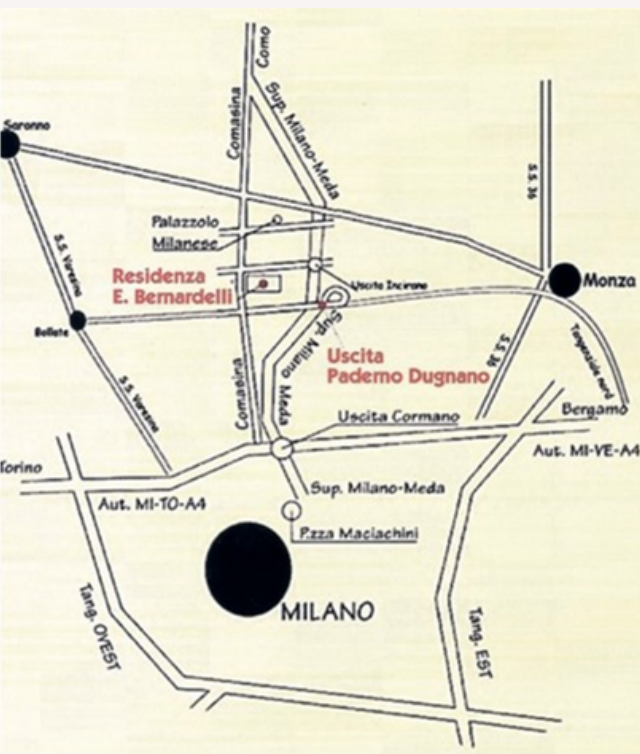 Como
Sup. Milano-Meda
Comasina
Saronno
S.S. 36
Palazzolo
Milanese
S.S. Varesina
Residenza
E. Bernardelli
Uscita Incirano
Monza
Bollate
Sup. Milano Meda
Uscita
Paderno Dugnano
S.S. 36
Tangenziale nord
Comasina
S.S. Varesina
Uscita Cormano
Bergamo
Aut. MI-VE-A4
Torino
Aut. MI-TO-A4
Sup. Milano-Meda
P.zza Maciachini
MILANO
Tang. OVEST
Tang. EST